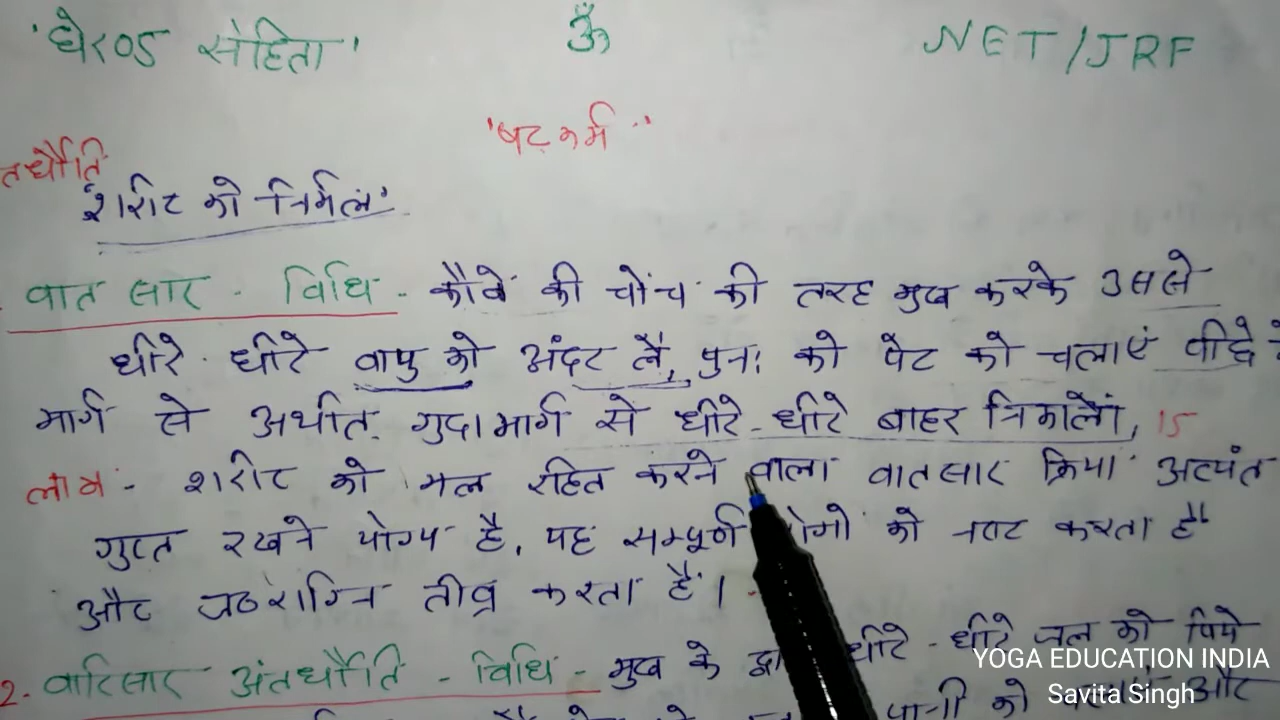 'घेरण्ड संहिता' ॐ NET/JRF
'षट्कर्म'
तर्धौति
"शरीर को निर्मल"
वातसार - विधि - कौवे की चोंच की तरह मुख करके उससे
धीरे-धीरे वायु को अंदर लें, पुनः को पेट को चलाएं पीछे के
मार्ग से अर्थात गुदामार्ग से धीरे-धीरे बाहर निकालें, 15
लाभ - शरीर को मल रहित करने वाला वातसार क्रिया अत्यंत
गुप्त रखने योग्य है, यह सम्पूर्ण रोगो को नष्ट करता है"
और जठराग्नि तीव्र करता है।
2. वारिसार अंतर्धौति - विधि - मुख के द्वा धीरे-धीरे जल को पिये
पानी को और
YOGA EDUCATION INDIA
Savita Singh